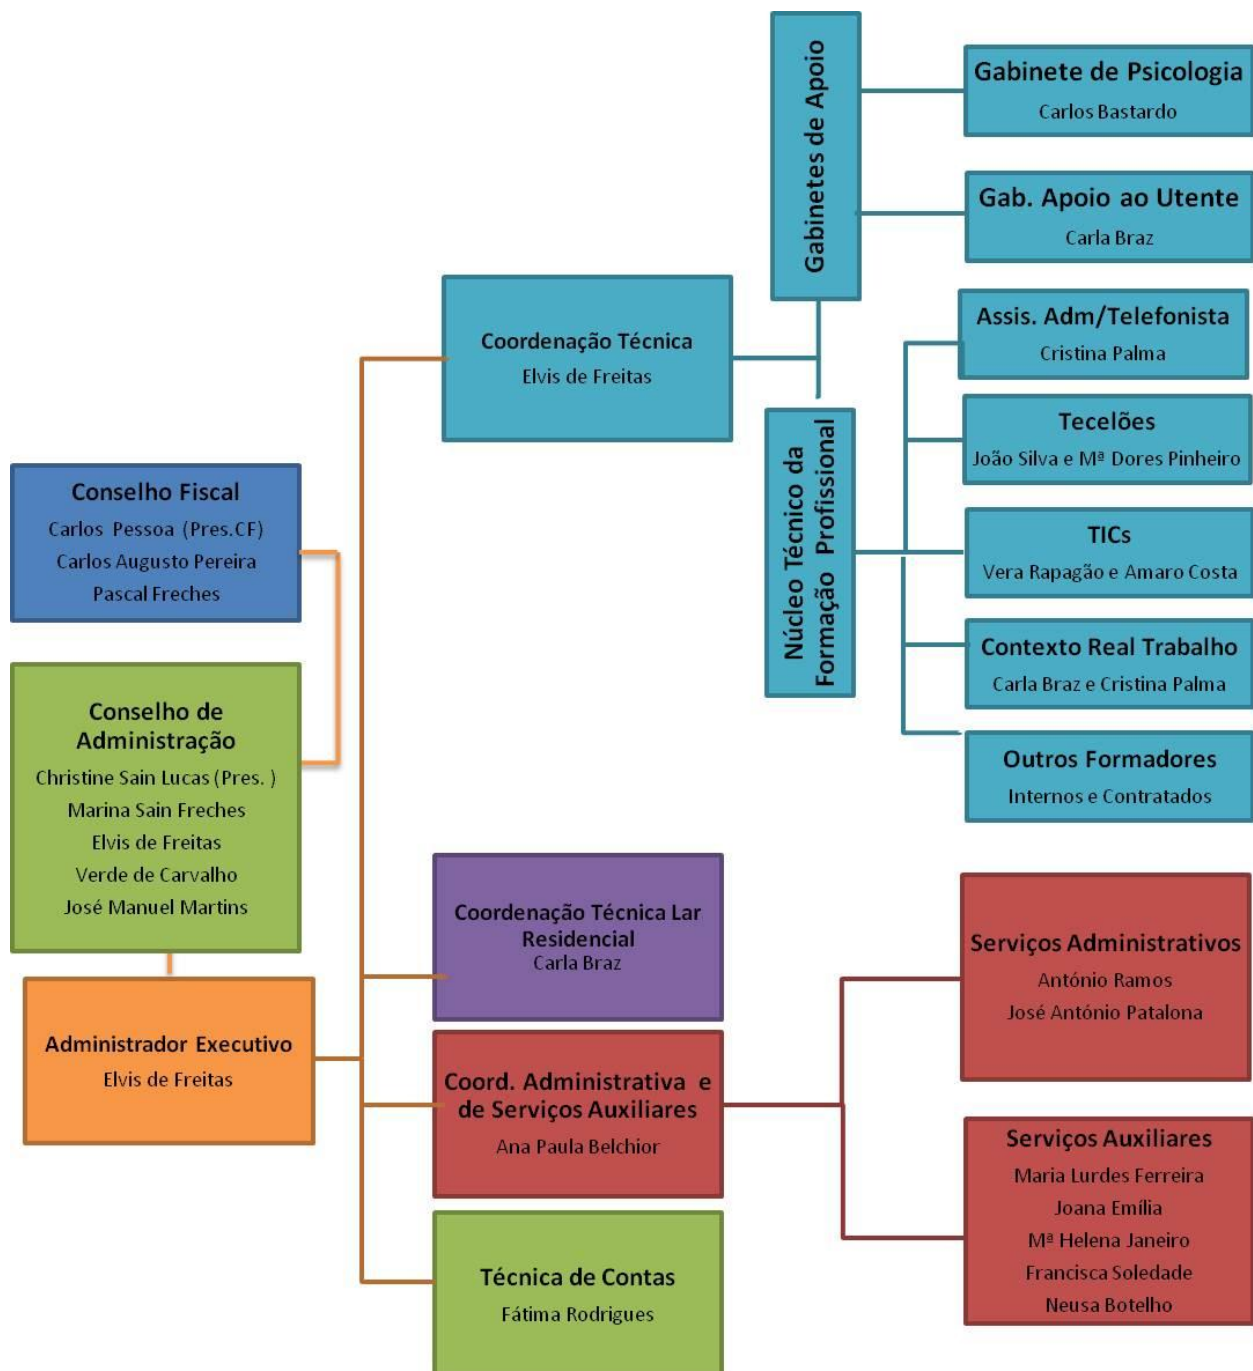 Gabinetes de Apoio
Gabinete de Psicologia
Carlos Bastardo
Gab. Apoio ao Utente
Carla Braz
Coordenação Técnica
Elvis de Freitas
Núcleo Técnico da
Formação Profissional
Assis. Adm/Telefonista
Cristina Palma
Tecelões
João Silva e Mª Dores Pinheiro
TICs
Vera Rapagão e Amaro Costa
Contexto Real Trabalho
Carla Braz e Cristina Palma
Outros Formadores
Internos e Contratados
Conselho Fiscal
Carlos Pessoa (Pres.CF)
Carlos Augusto Pereira
Pascal Freches
Conselho de
Administração
Christine Sain Lucas (Pres. )
Marina Sain Freches
Elvis de Freitas
Verde de Carvalho
José Manuel Martins
Administrador Executivo
Elvis de Freitas
Coordenação Técnica Lar
Residencial
Carla Braz
Coord. Administrativa e
de Serviços Auxiliares
Ana Paula Belchior
Técnica de Contas
Fátima Rodrigues
Serviços Administrativos
António Ramos
José António Patalona
Serviços Auxiliares
Maria Lurdes Ferreira
Joana Emília
Mª Helena Janeiro
Francisca Soledade
Neusa Botelho